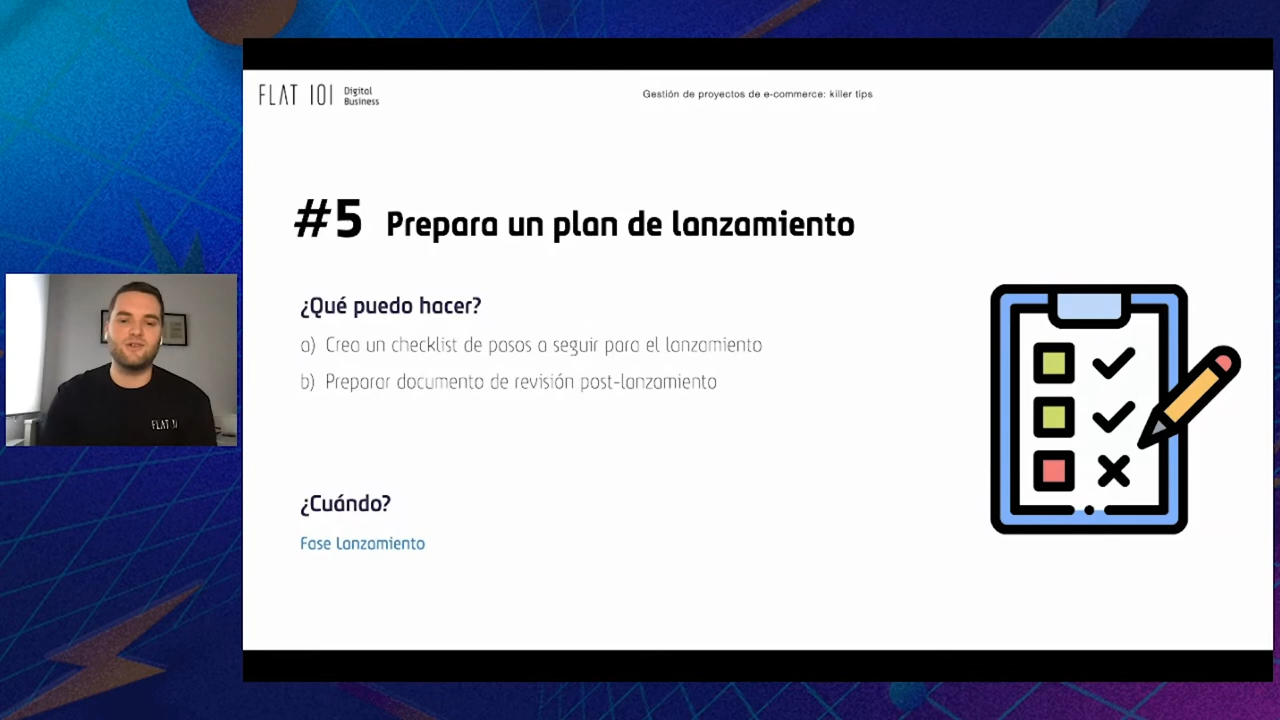 FLAT 101 Digital
Business
Gestión de proyectos de e-commerce: killer tips
#5 Prepara un plan de lanzamiento
¿Qué puedo hacer?
a) Crea un checklist de pasos a seguir para el lanzamiento
b) Preparar documento de revisión post-lanzamiento
¿Cuándo?
Fase Lanzamiento
FLAT 1